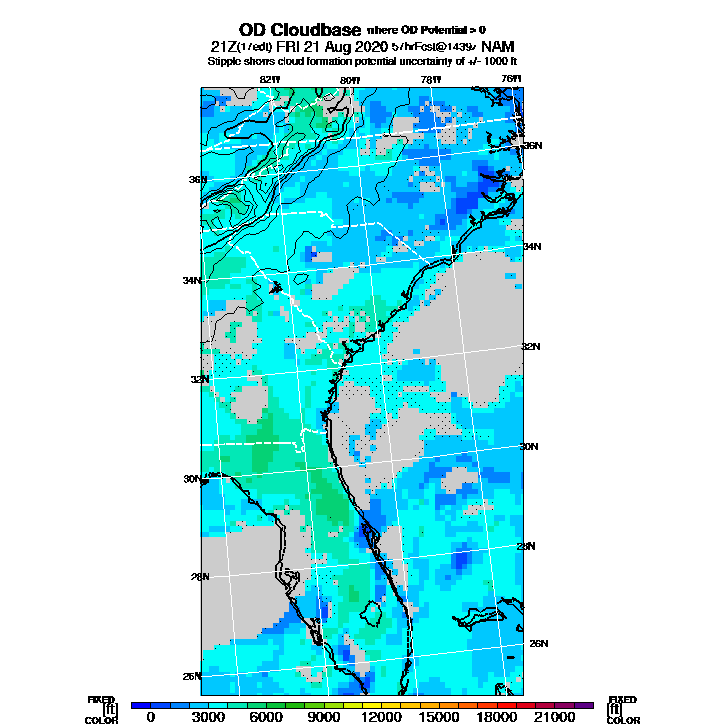 OD Cloudbase where OD Potential > 0
21Z(17edt) FRI 21 Aug 2020 57hrFcst@1439z NAM
Stipple shows cloud formation potential uncertainty of +/- 1000 ft
82W 80W 78W 76W
36N
36N
34N
34N
32N
32N
30N
30N
28N
28N
26N
26N
FIXED FIXED
[ft] [ft]
COLOR COLOR
0 3000 6000 9000 12000 15000 18000 21000